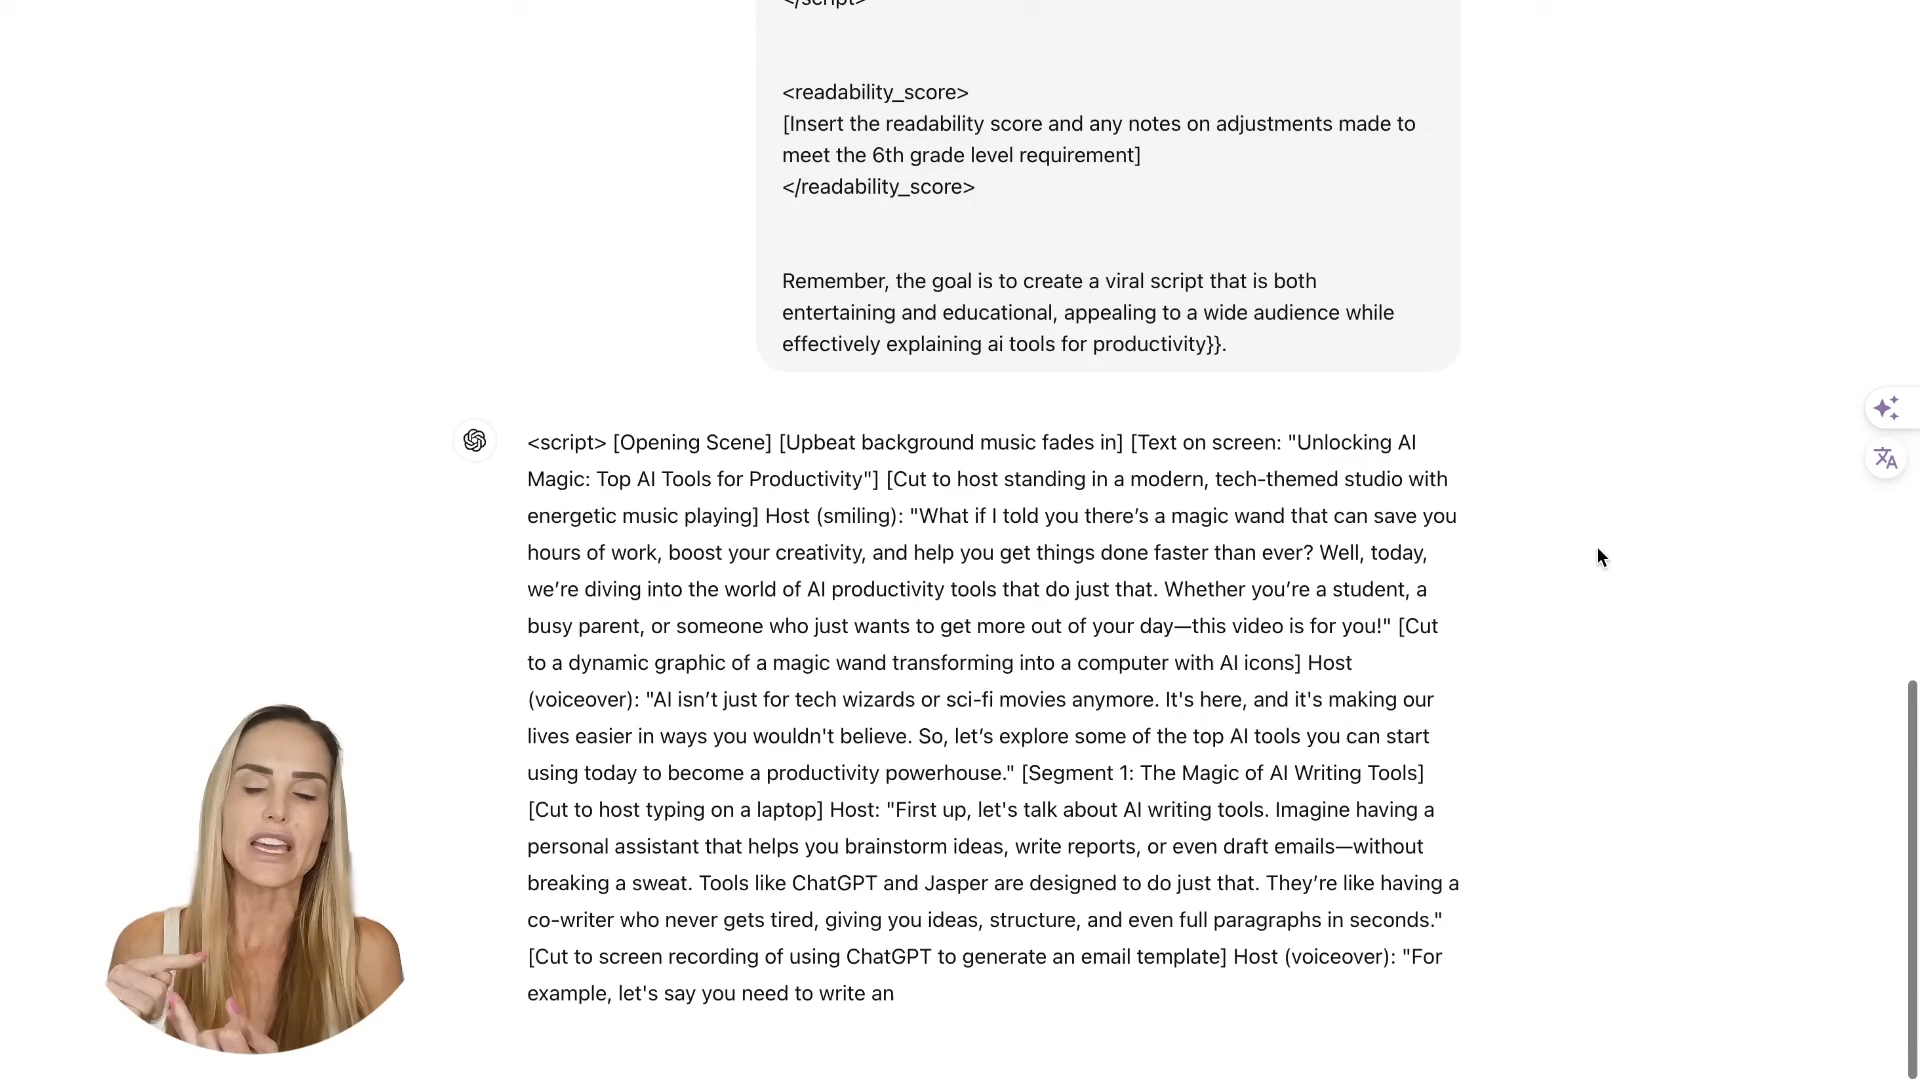 </script>
<readability_score>
[Insert the readability score and any notes on adjustments made to
meet the 6th grade level requirement]
</readability_score>
Remember, the goal is to create a viral script that is both
entertaining and educational, appealing to a wide audience while
effectively explaining ai tools for productivity}}.
<script> [Opening Scene] [Upbeat background music fades in] [Text on screen: "Unlocking AI
Magic: Top AI Tools for Productivity"] [Cut to host standing in a modern, tech-themed studio with
energetic music playing] Host (smiling): "What if I told you there’s a magic wand that can save you
hours of work, boost your creativity, and help you get things done faster than ever? Well, today,
we’re diving into the world of AI productivity tools that do just that. Whether you’re a student, a
busy parent, or someone who just wants to get more out of your day—this video is for you!" [Cut
to a dynamic graphic of a magic wand transforming into a computer with AI icons] Host
(voiceover): "AI isn’t just for tech wizards or sci-fi movies anymore. It's here, and it's making our
lives easier in ways you wouldn't believe. So, let’s explore some of the top AI tools you can start
using today to become a productivity powerhouse." [Segment 1: The Magic of AI Writing Tools]
[Cut to host typing on a laptop] Host: "First up, let's talk about AI writing tools. Imagine having a
personal assistant that helps you brainstorm ideas, write reports, or even draft emails—without
breaking a sweat. Tools like ChatGPT and Jasper are designed to do just that. They’re like having a
co-writer who never gets tired, giving you ideas, structure, and even full paragraphs in seconds."
[Cut to screen recording of using ChatGPT to generate an email template] Host (voiceover): "For
example, let's say you need to write an